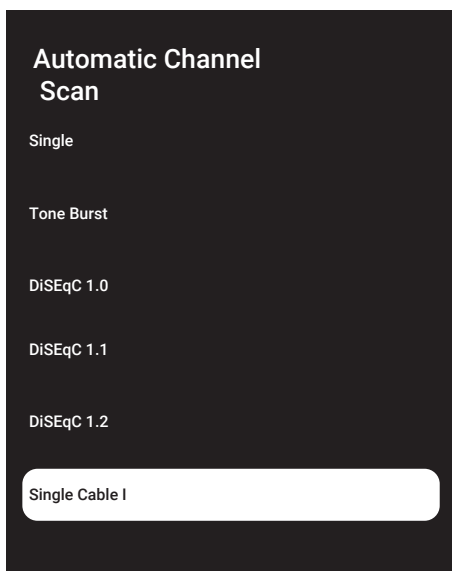 Automatic Channel
Scan
Single
Tone Burst
DiSEqC 1.0
DiSEqC 1.1
DiSEqC 1.2
Single Cable I